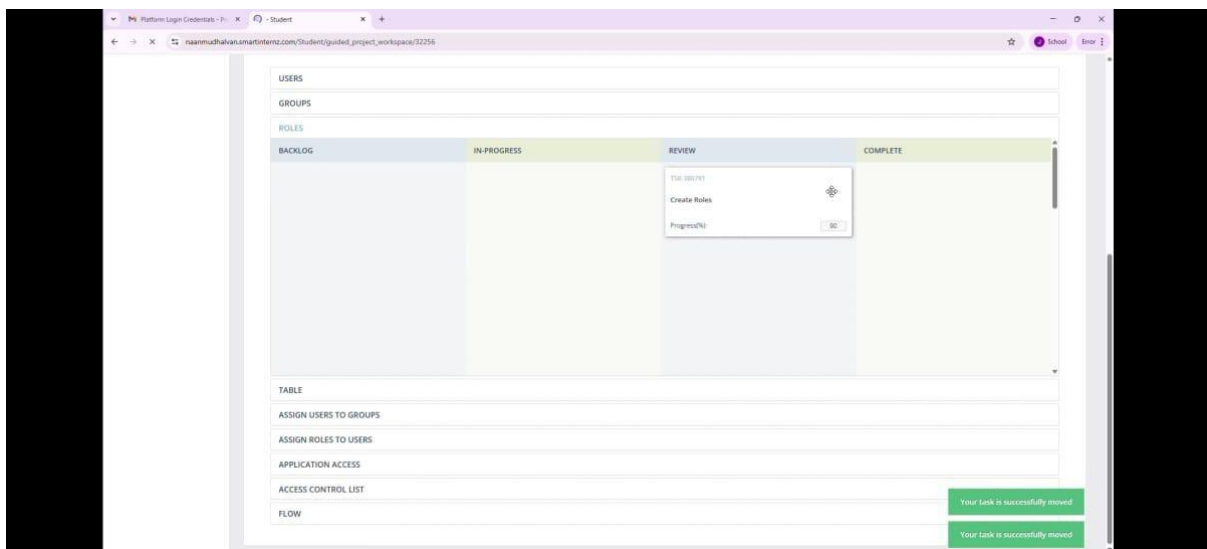 Platform Login Credentials - Pr
- Student
naanmudhalvan.smartinternz.com/Student/guided_project_workspace/32256
School
Error
USERS
GROUPS
ROLES
BACKLOG
IN-PROGRESS
REVIEW
COMPLETE
Create Roles
Progress(%):
90
TABLE
ASSIGN USERS TO GROUPS
ASSIGN ROLES TO USERS
APPLICATION ACCESS
ACCESS CONTROL LIST
FLOW
Your task is successfully moved
Your task is successfully moved